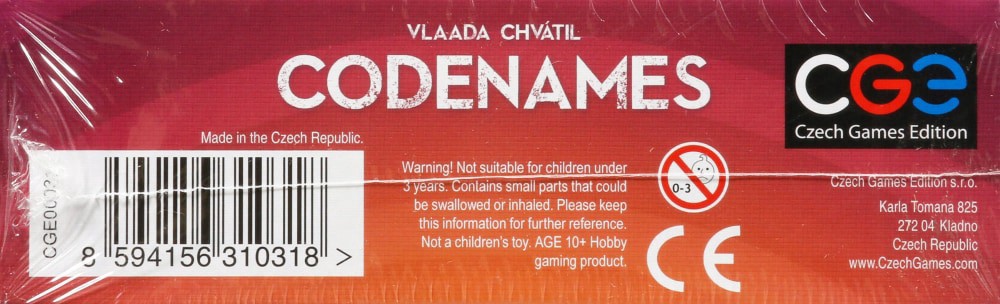 VLAADA CHVÁTIL
CODENAMES
CGE
Czech Games Edition
Made in the Czech Republic.
8 594156 310318 >
Warning! Not suitable for children under
3 years. Contains small parts that could
be swallowed or inhaled. Please keep
this information for further reference.
Not a children's toy. AGE 10+ Hobby
gaming product.
0-3
CE
Czech Games Edition s.r.o.
Karla Tomana 825
272 04 Kladno
Czech Republic
www.CzechGames.com